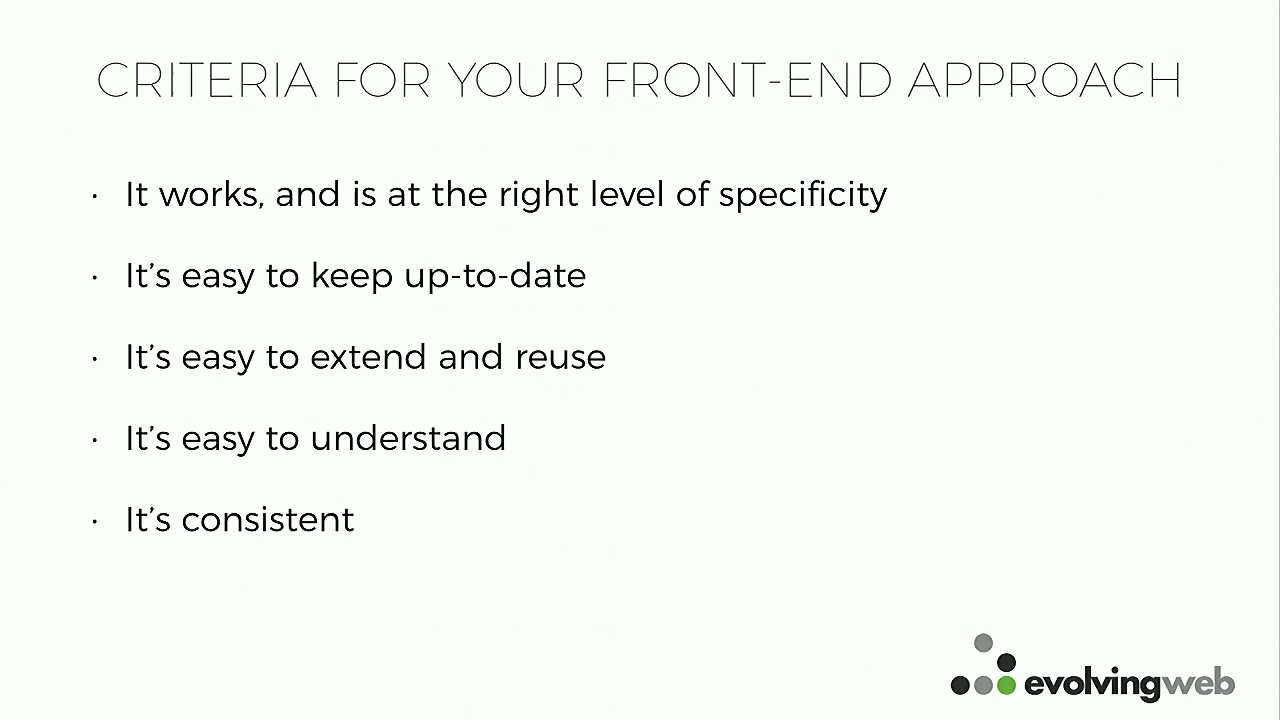 CRITERIA FOR YOUR FRONT-END APPROACH
· It works, and is at the right level of specificity
· It’s easy to keep up-to-date
· It’s easy to extend and reuse
· It’s easy to understand
· It’s consistent
evolvingweb